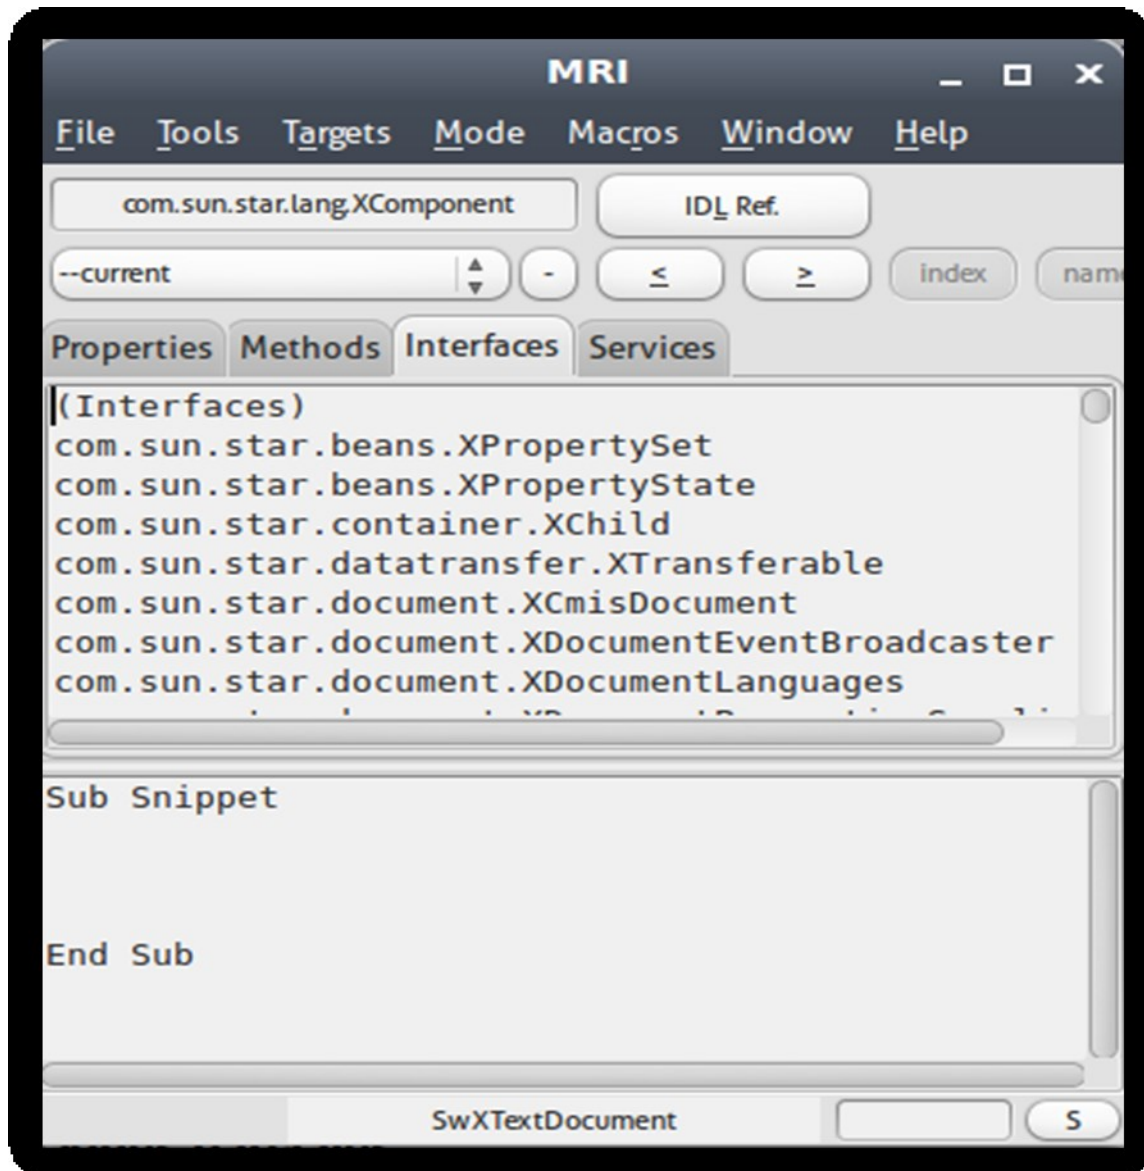 MRI
File Tools Targets Mode Macros Window Help
com.sun.star.lang.XComponent IDL Ref.
--current - < > index
Properties Methods Interfaces Services
(Interfaces)
com.sun.star.beans.XPropertySet
com.sun.star.beans.XPropertyState
com.sun.star.container.XChild
com.sun.star.datatransfer.XTransferable
com.sun.star.document.XCmisDocument
com.sun.star.document.XDocumentEventBroadcaster
com.sun.star.document.XDocumentLanguages
Sub Snippet
End Sub
SwXTextDocument S